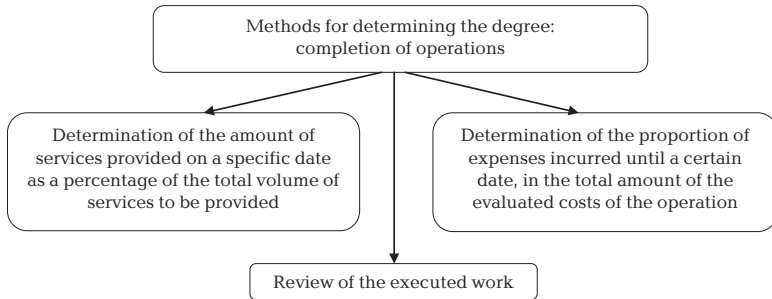 Methods for determining the degree:
completion of operations
Determination of the amount of
services provided on a specific date
as a percentage of the total volume of
services to be provided
Determination of the proportion of
expenses incurred until a certain
date, in the total amount of the
evaluated costs of the operation
Review of the executed work